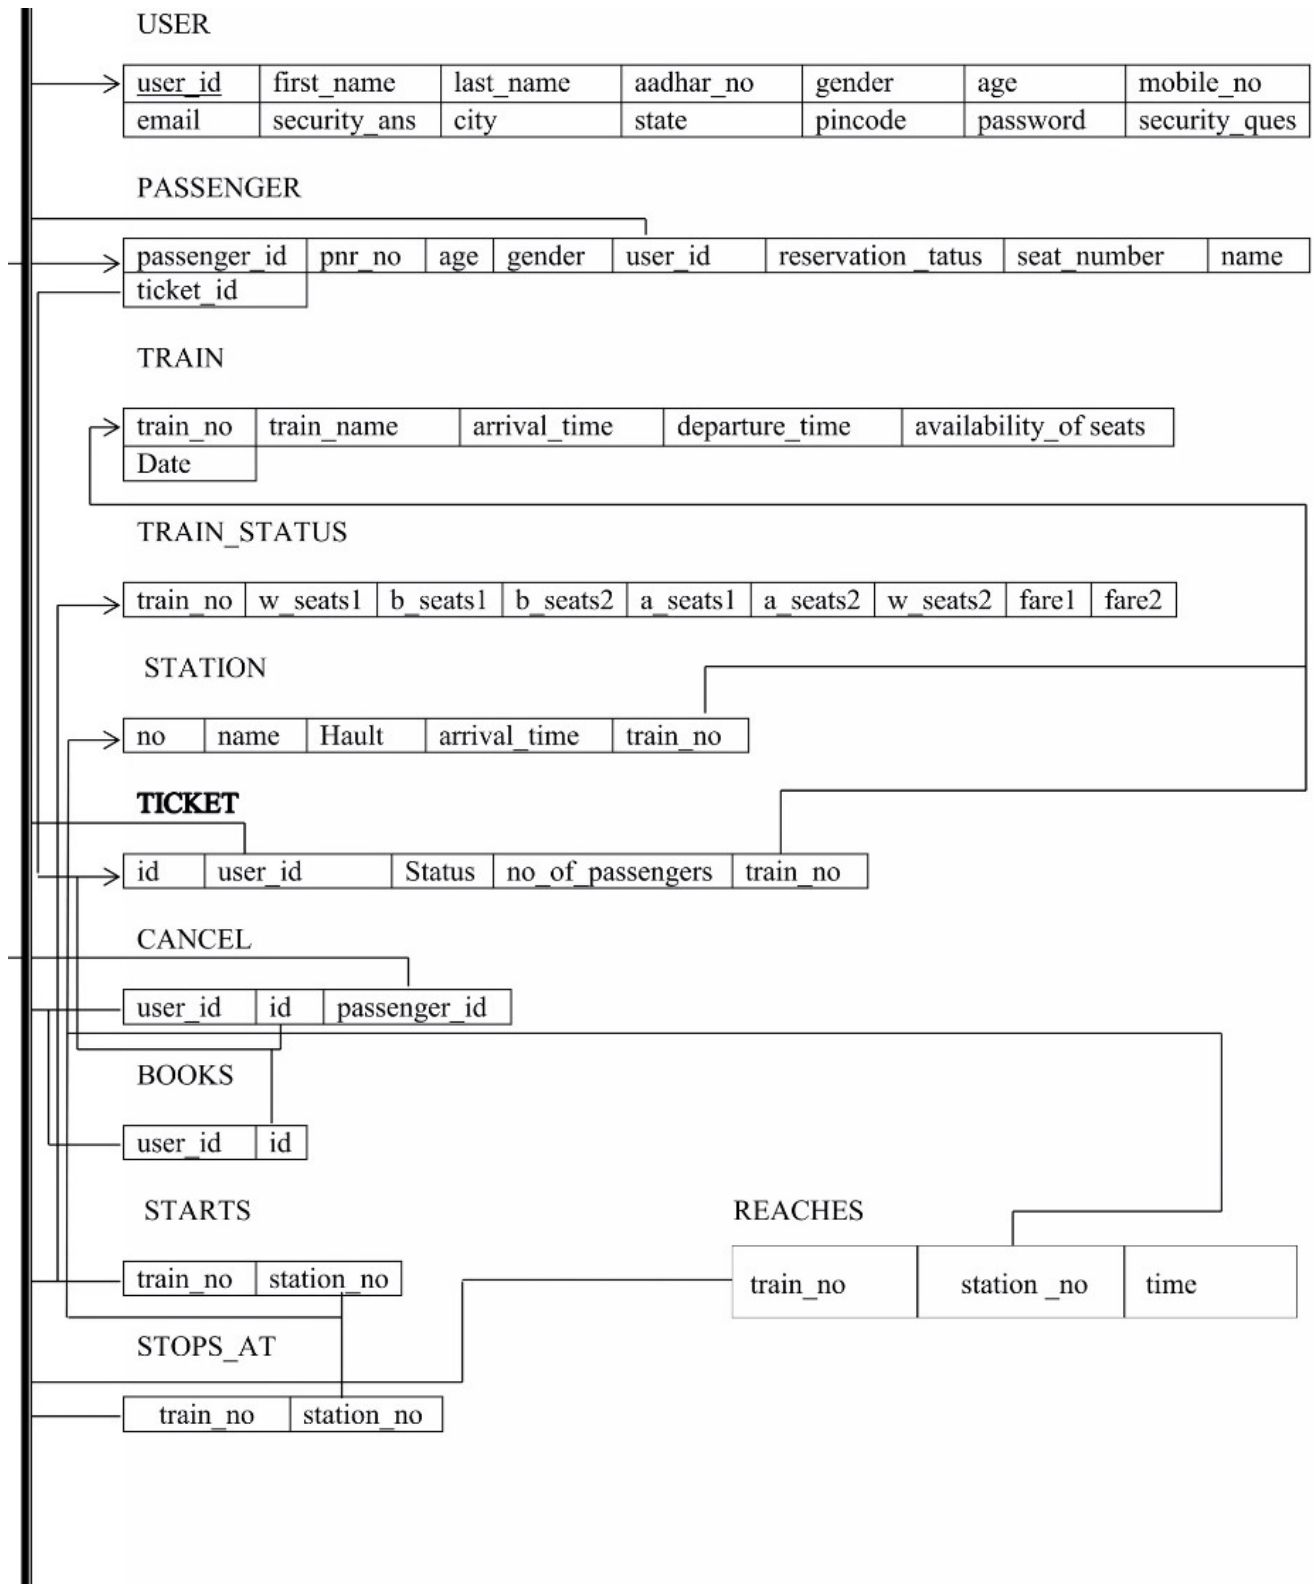 USER
user_id first_name last_name aadhar_no gender age mobile_no
email security_ans city state pincode password security_ques
PASSENGER
passenger_id pnr_no age gender user_id reservation _tatus seat_number name
ticket_id
TRAIN
train_no train_name arrival_time departure_time availability_of seats
Date
TRAIN_STATUS
train_no w_seats1 b_seats1 b_seats2 a_seats1 a_seats2 w_seats2 fare1 fare2
STATION
no name Hault arrival_time train_no
TICKET
id user_id Status no_of_passengers train_no
CANCEL
user_id id passenger_id
BOOKS
user_id id
STARTS
train_no station_no
REACHES
train_no station _no time
STOPS_AT
train_no station_no